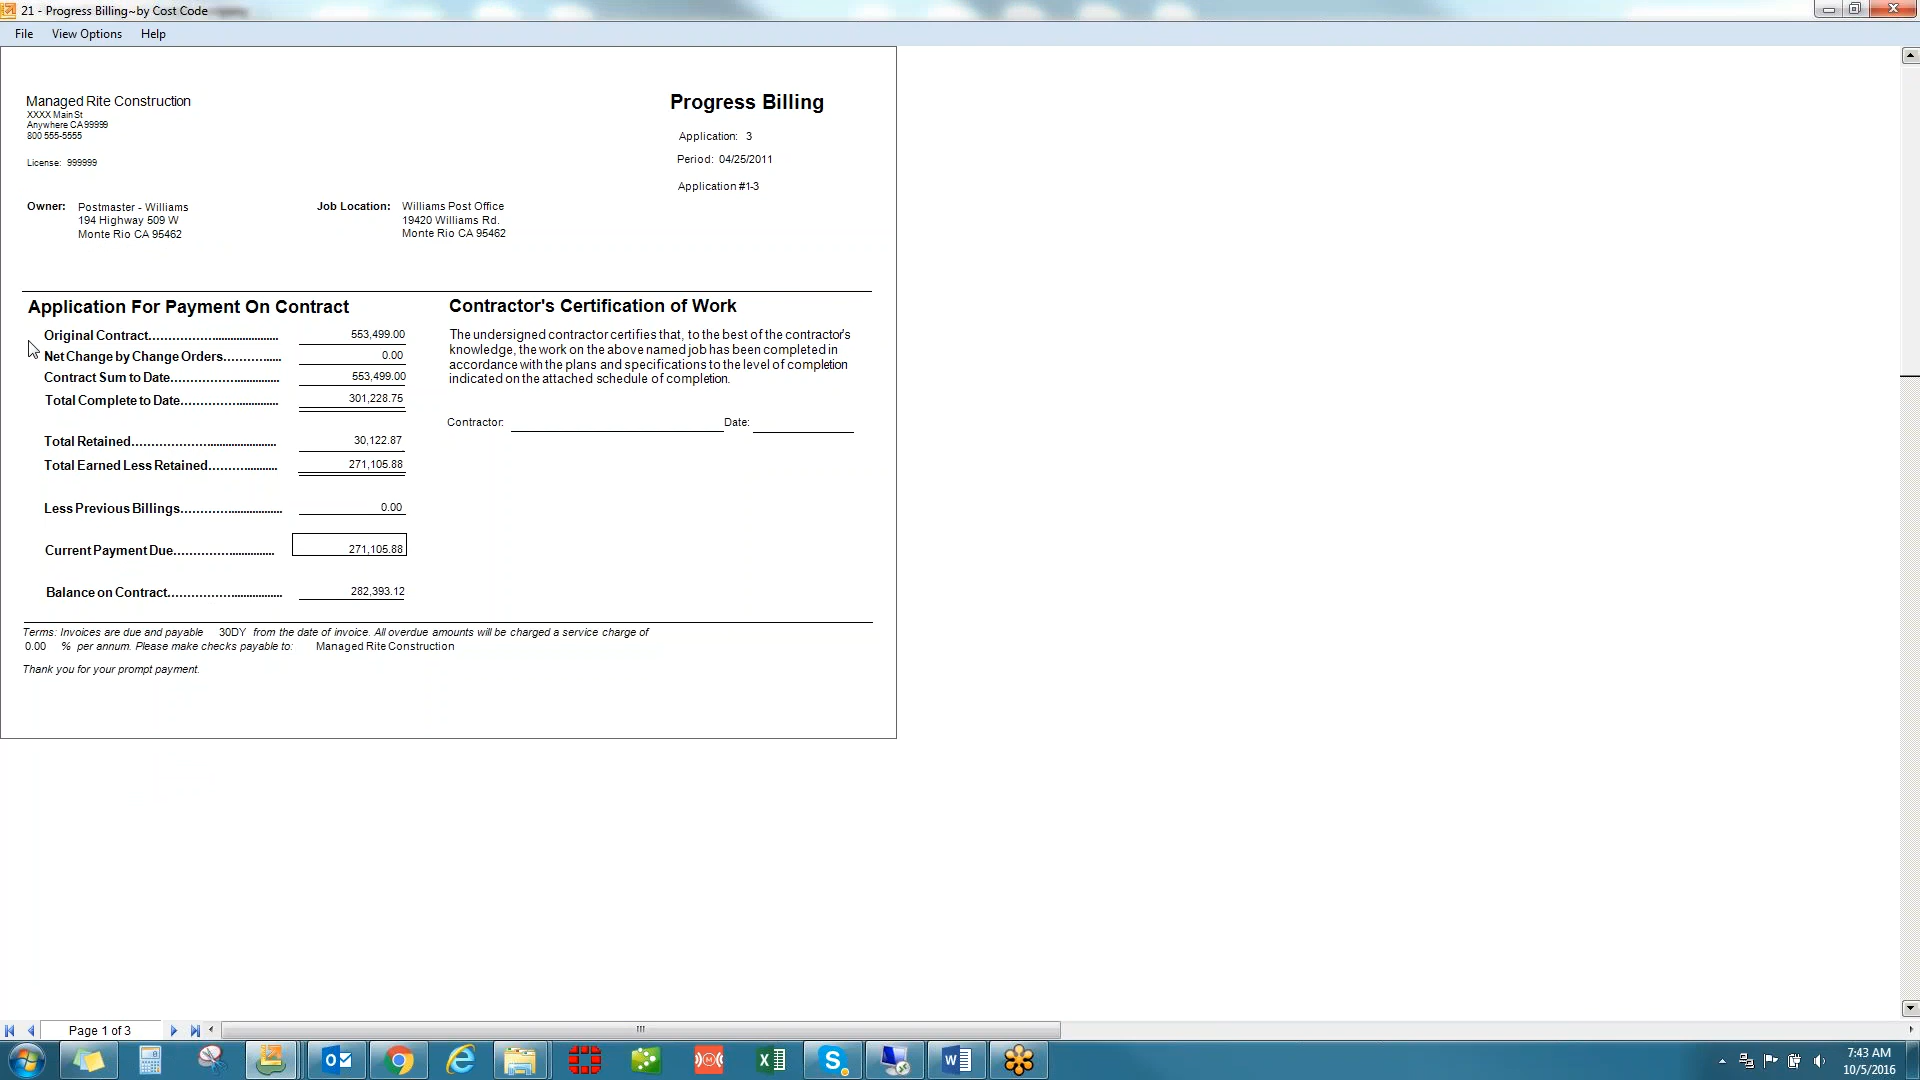 21 - Progress Billing~by Cost Code
File View Options Help
Managed Rite Construction
XXXX Main St
Anywhere CA 99999
800 555-5555
License: 999999
Progress Billing
Application: 3
Period: 04/25/2011
Application #1-3
Owner: Postmaster - Williams
194 Highway 509 W
Monte Rio CA 95462
Job Location: Williams Post Office
19420 Williams Rd.
Monte Rio CA 95462
Application For Payment On Contract
Original Contract.......................................... 553,499.00
Net Change by Change Orders................. 0.00
Contract Sum to Date.................................. 553,499.00
Total Complete to Date............................... 301,228.75
Total Retained............................................. 30,122.87
Total Earned Less Retained...................... 271,105.88
Less Previous Billings................................ 0.00
Current Payment Due................................ 271,105.88
Balance on Contract................................... 282,393.12
Contractor's Certification of Work
The undersigned contractor certifies that, to the best of the contractor's
knowledge, the work on the above named job has been completed in
accordance with the plans and specifications to the level of completion
indicated on the attached schedule of completion.
Contractor: Date:
Terms: Invoices are due and payable 30DY from the date of invoice. All overdue amounts will be charged a service charge of
0.00 % per annum. Please make checks payable to: Managed Rite Construction
Thank you for your prompt payment.
Page 1 of 3
7:43 AM
10/5/2016